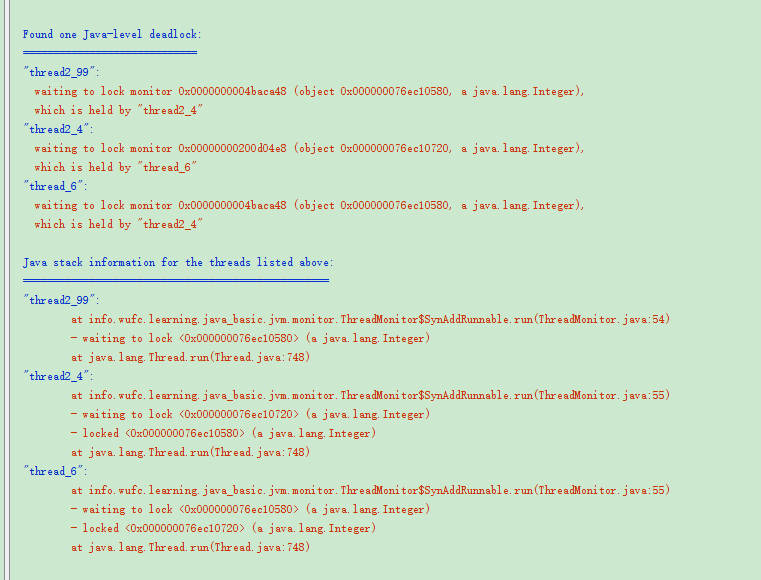 Found one Java-level deadlock:
=============================
"thread2_99":
  waiting to lock monitor 0x0000000004baca48 (object 0x000000076ec10580, a java.lang.Integer),
  which is held by "thread2_4"
"thread2_4":
  waiting to lock monitor 0x00000000200d04e8 (object 0x000000076ec10720, a java.lang.Integer),
  which is held by "thread_6"
"thread_6":
  waiting to lock monitor 0x0000000004baca48 (object 0x000000076ec10580, a java.lang.Integer),
  which is held by "thread2_4"
Java stack information for the threads listed above:
===================================================
"thread2_99":
        at info.wufc.learning.java_basic.jvm.monitor.ThreadMonitor$SynAddRunnable.run(ThreadMonitor.java:54)
        - waiting to lock <0x000000076ec10580> (a java.lang.Integer)
        at java.lang.Thread.run(Thread.java:748)
"thread2_4":
        at info.wufc.learning.java_basic.jvm.monitor.ThreadMonitor$SynAddRunnable.run(ThreadMonitor.java:55)
        - waiting to lock <0x000000076ec10720> (a java.lang.Integer)
        - locked <0x000000076ec10580> (a java.lang.Integer)
        at java.lang.Thread.run(Thread.java:748)
"thread_6":
        at info.wufc.learning.java_basic.jvm.monitor.ThreadMonitor$SynAddRunnable.run(ThreadMonitor.java:55)
        - waiting to lock <0x000000076ec10580> (a java.lang.Integer)
        - locked <0x000000076ec10720> (a java.lang.Integer)
        at java.lang.Thread.run(Thread.java:748)